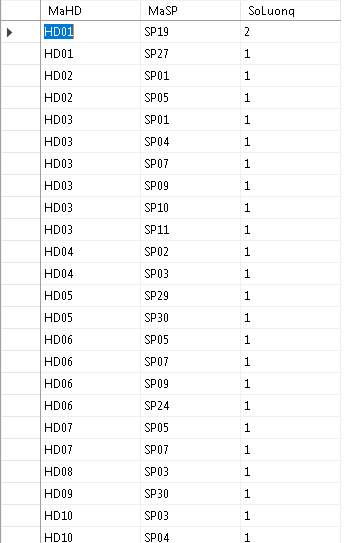 MaHD MaSP SoLuong
HD01 SP19 2
HD01 SP27 1
HD02 SP01 1
HD02 SP05 1
HD03 SP01 1
HD03 SP04 1
HD03 SP07 1
HD03 SP09 1
HD03 SP10 1
HD03 SP11 1
HD04 SP02 1
HD04 SP03 1
HD05 SP29 1
HD05 SP30 1
HD06 SP05 1
HD06 SP07 1
HD06 SP09 1
HD06 SP24 1
HD07 SP05 1
HD07 SP07 1
HD08 SP03 1
HD09 SP30 1
HD10 SP03 1
HD10 SP04 1